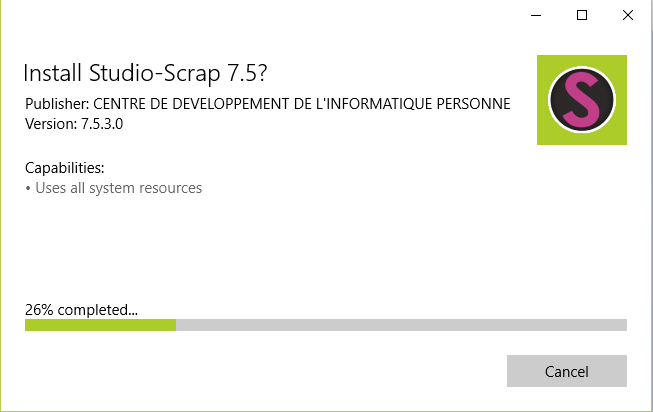 Install Studio-Scrap 7.5?
Publisher: CENTRE DE DEVELOPPEMENT DE L'INFORMATIQUE PERSONNE
Version: 7.5.3.0
Capabilities:
• Uses all system resources
26% completed...
Cancel